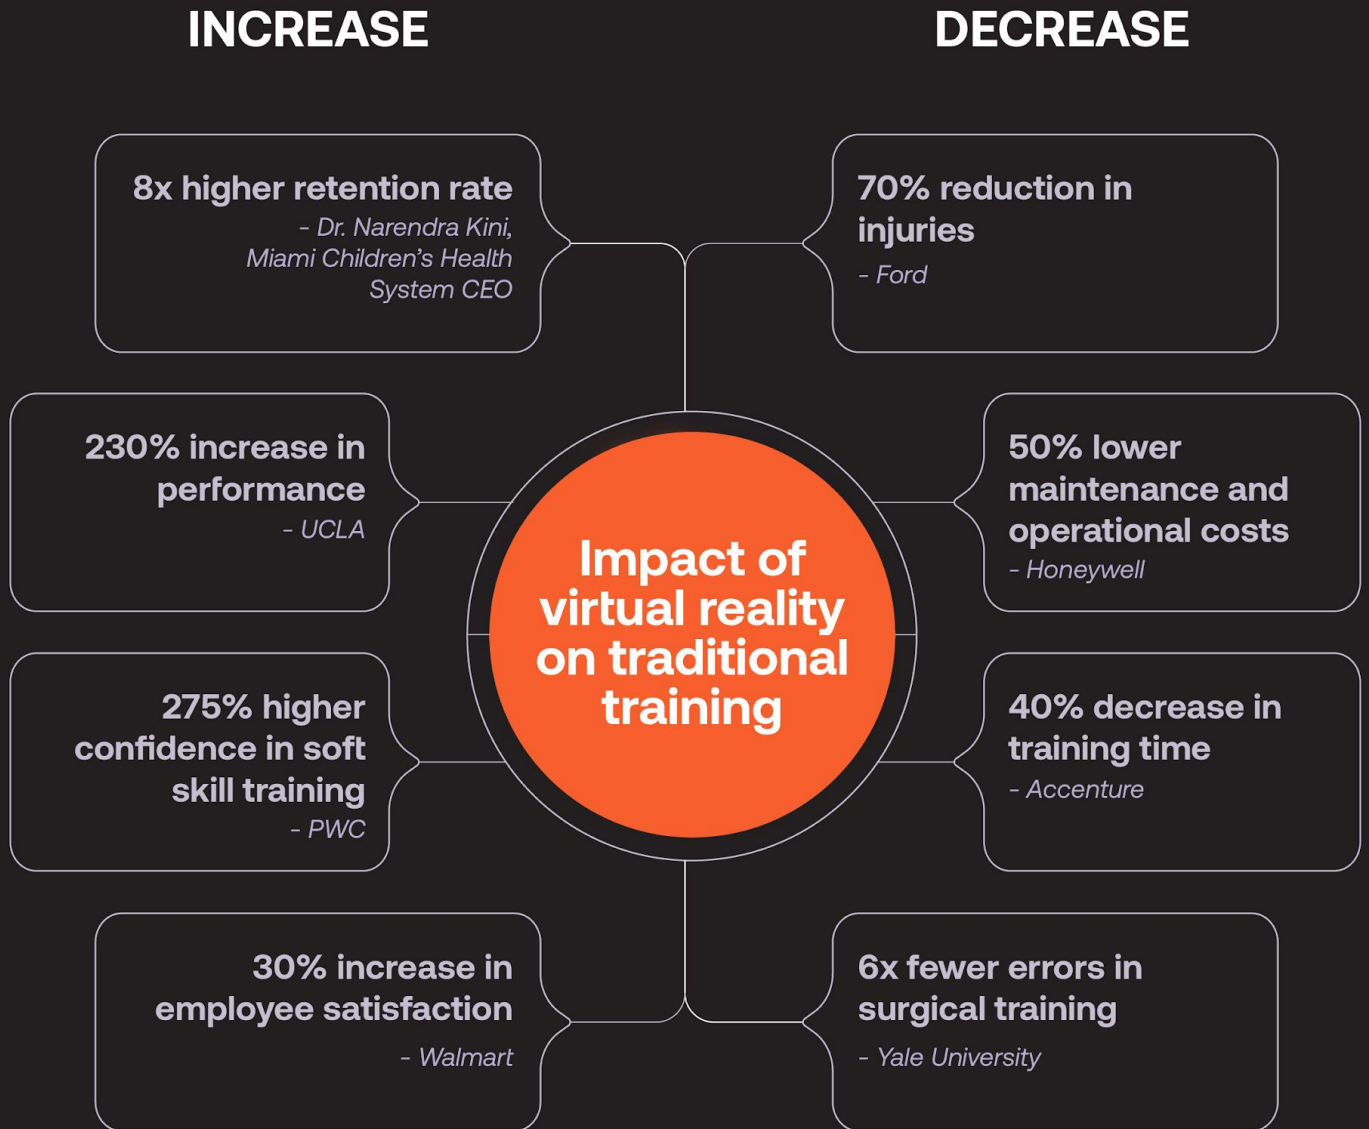 INCREASE
DECREASE
8x higher retention rate
- Dr. Narendra Kini,
Miami Children's Health
System CEO
230% increase in
performance
- UCLA
275% higher
confidence in soft
skill training
- PWC
30% increase in
employee satisfaction
- Walmart
Impact of
virtual reality
on traditional
training
70% reduction in
injuries
- Ford
50% lower
maintenance and
operational costs
- Honeywell
40% decrease in
training time
- Accenture
6x fewer errors in
surgical training
- Yale University